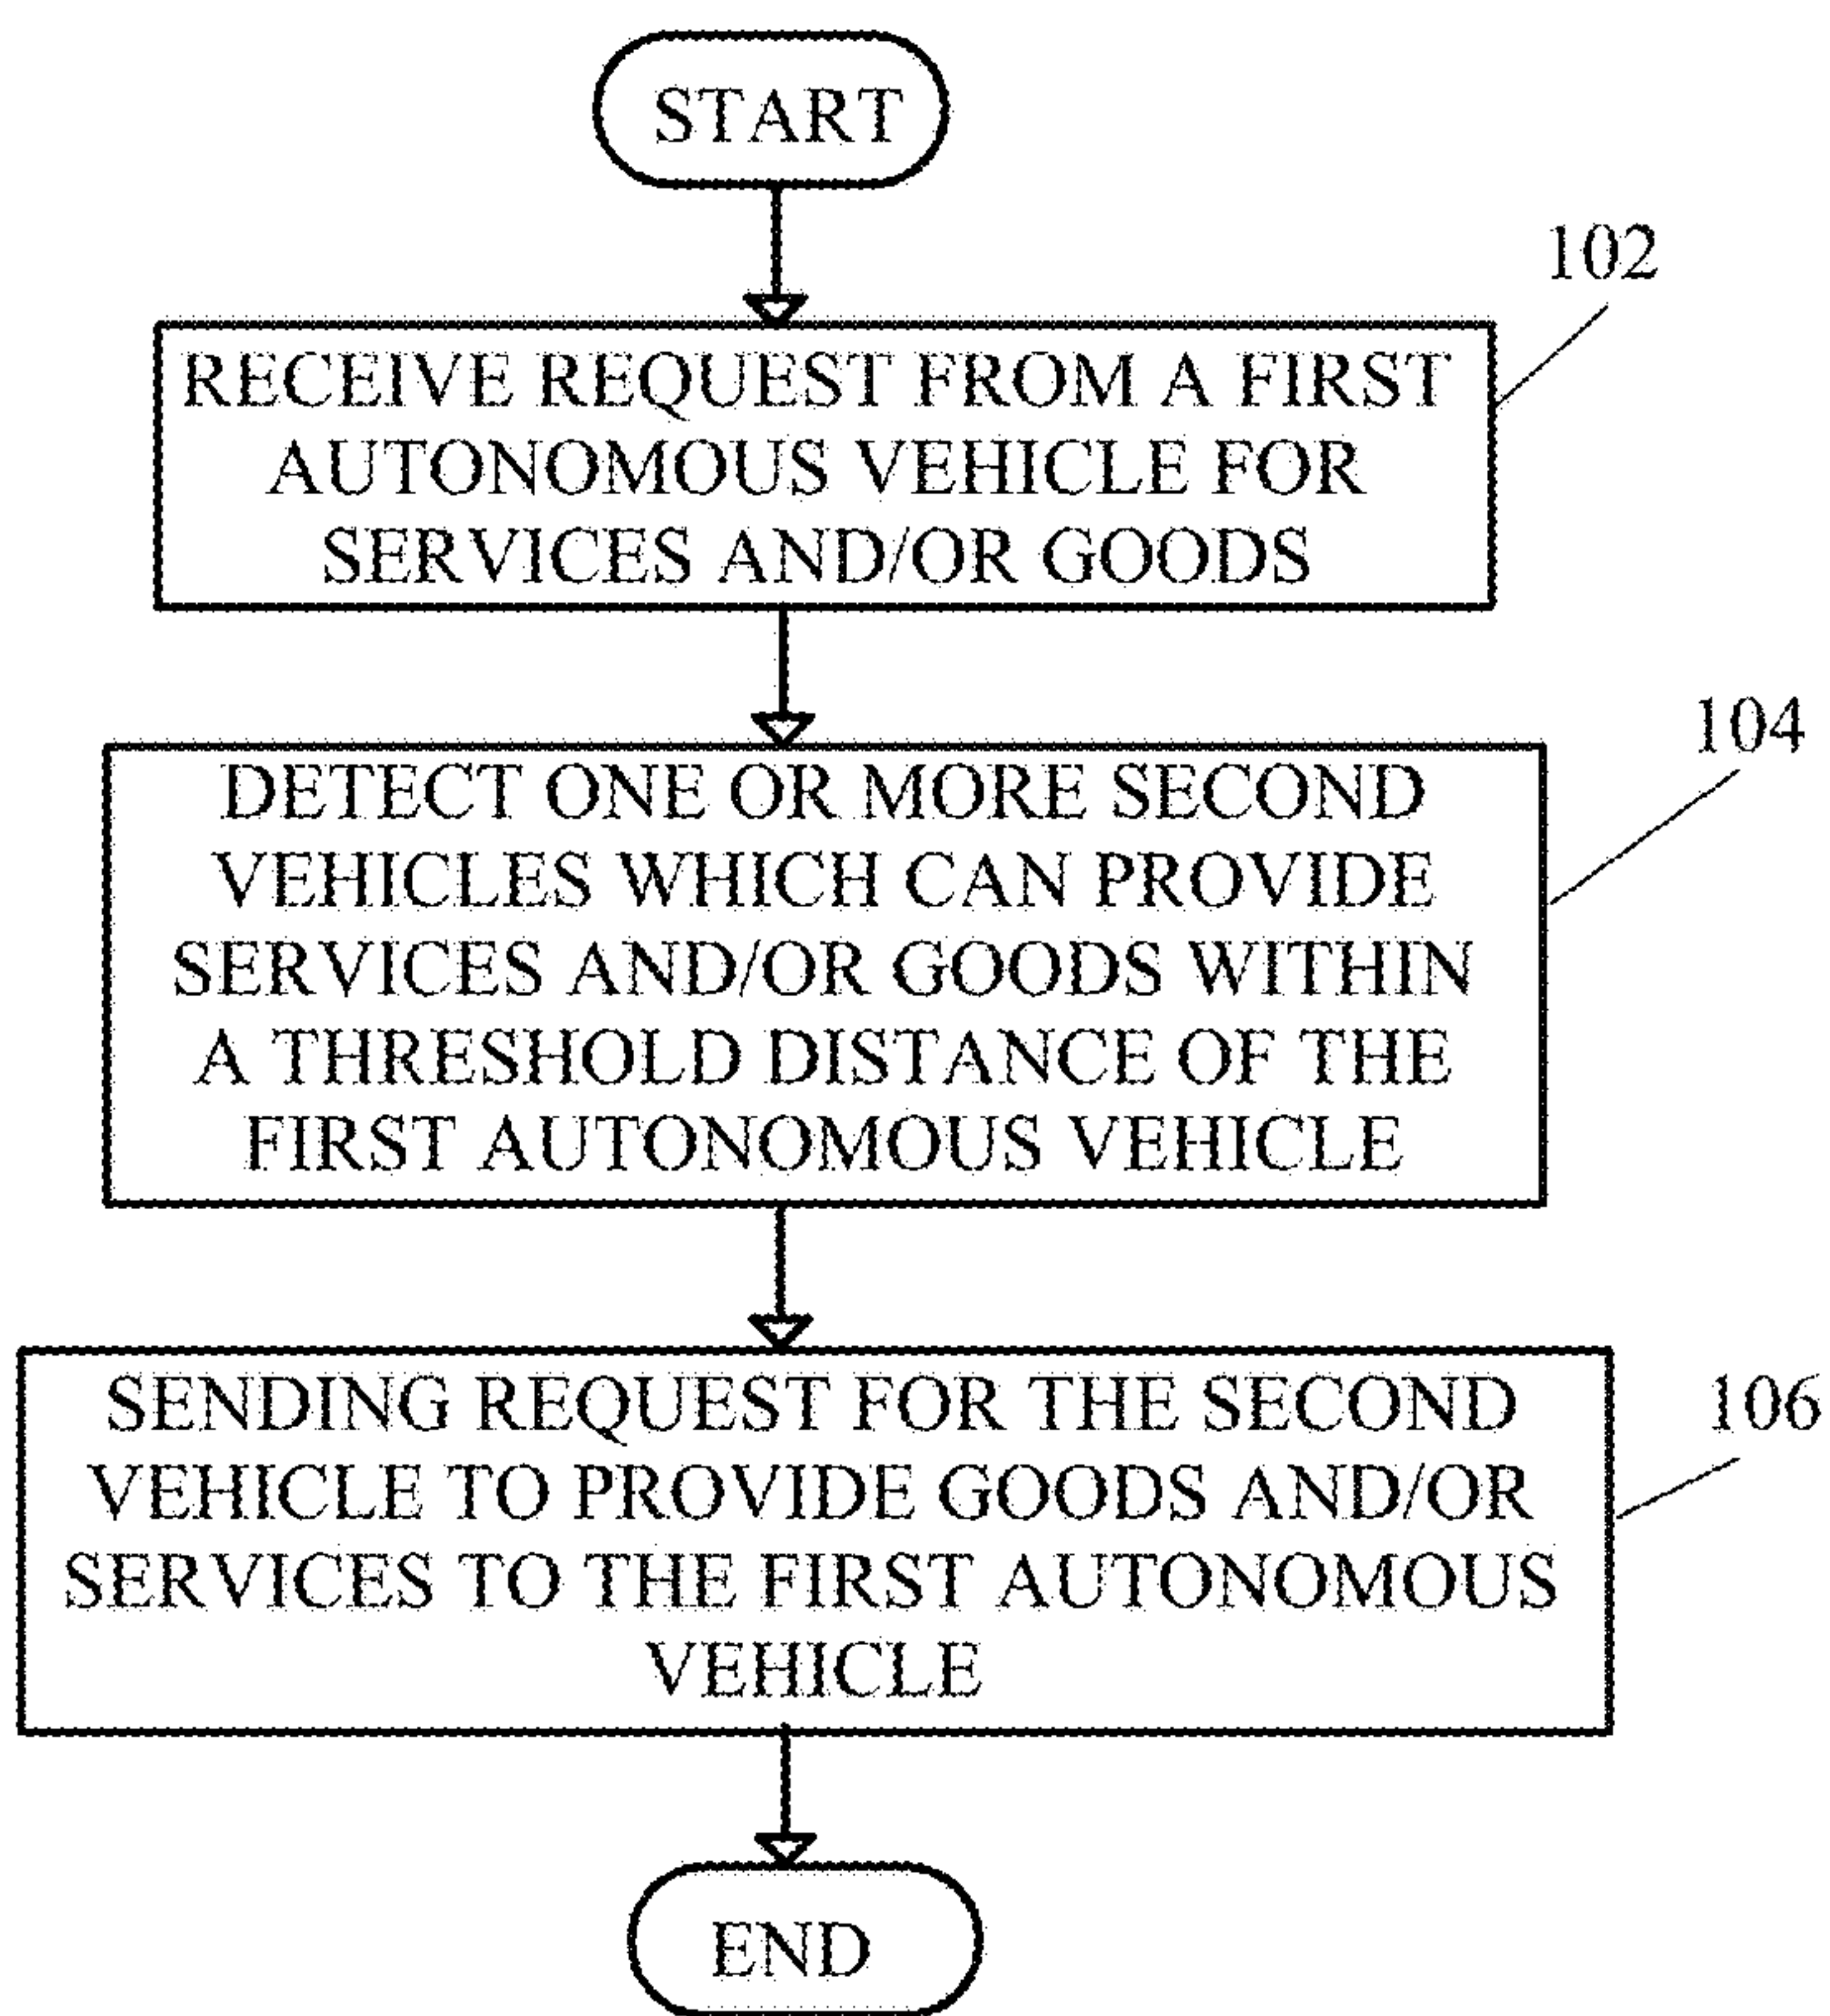 START
102
RECEIVE REQUEST FROM A FIRST
AUTONOMOUS VEHICLE FOR
SERVICES AND/OR GOODS
104
DETECT ONE OR MORE SECOND
VEHICLES WHICH CAN PROVIDE
SERVICES AND/OR GOODS WITHIN
A THRESHOLD DISTANCE OF THE
FIRST AUTONOMOUS VEHICLE
106
SENDING REQUEST FOR THE SECOND
VEHICLE TO PROVIDE GOODS AND/OR
SERVICES TO THE FIRST AUTONOMOUS
VEHICLE
END